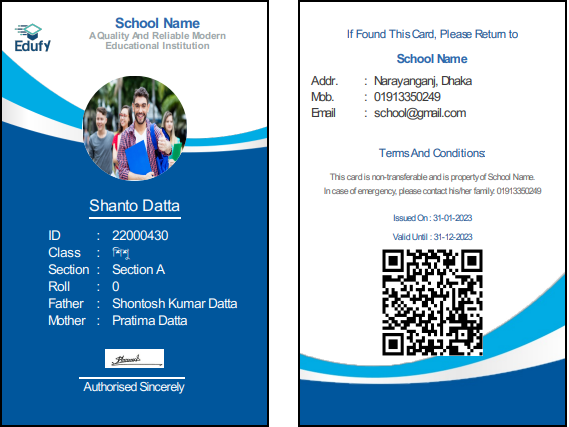 Edufy
School Name
A Quality And Reliable Modern
Educational Institution
Shanto Datta
ID : 22000430
Class :
Section : Section A
Roll : 0
Father : Shontosh Kumar Datta
Mother : Pratima Datta
Authorised Sincerely
If Found This Card, Please Return to
School Name
Addr. : Narayanganj, Dhaka
Mob. : 01913350249
Email : school@gmail.com
Terms And Conditions:
This card is non-transferable and is property of School Name.
In case of emergency, please contact his/her family: 01913350249
Issued On : 31-01-2023
Valid Until : 31-12-2023